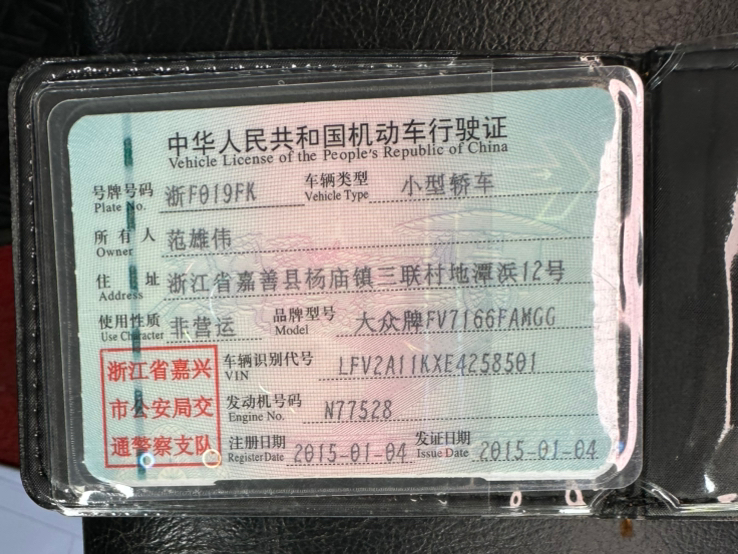 中华人民共和国机动车行驶证
Vehicle License of the People's Republic of China
号牌号码 浙F019FK 车辆类型 小型轿车
Plate No. Vehicle Type
所有人 范雄伟
Owner
住址 浙江省嘉善县杨庙镇三联村地潭浜12号
Address
使用性质 非营运 品牌型号 大众牌FV7166FAMGG
Use Character Model
浙江省嘉兴
市公安局交
通警察支队
车辆识别代号 LFV2A11KXE4258501
VIN
发动机号码 N77528
Engine No.
注册日期 2015-01-04 发证日期 2015-01-04
Register Date Issue Date